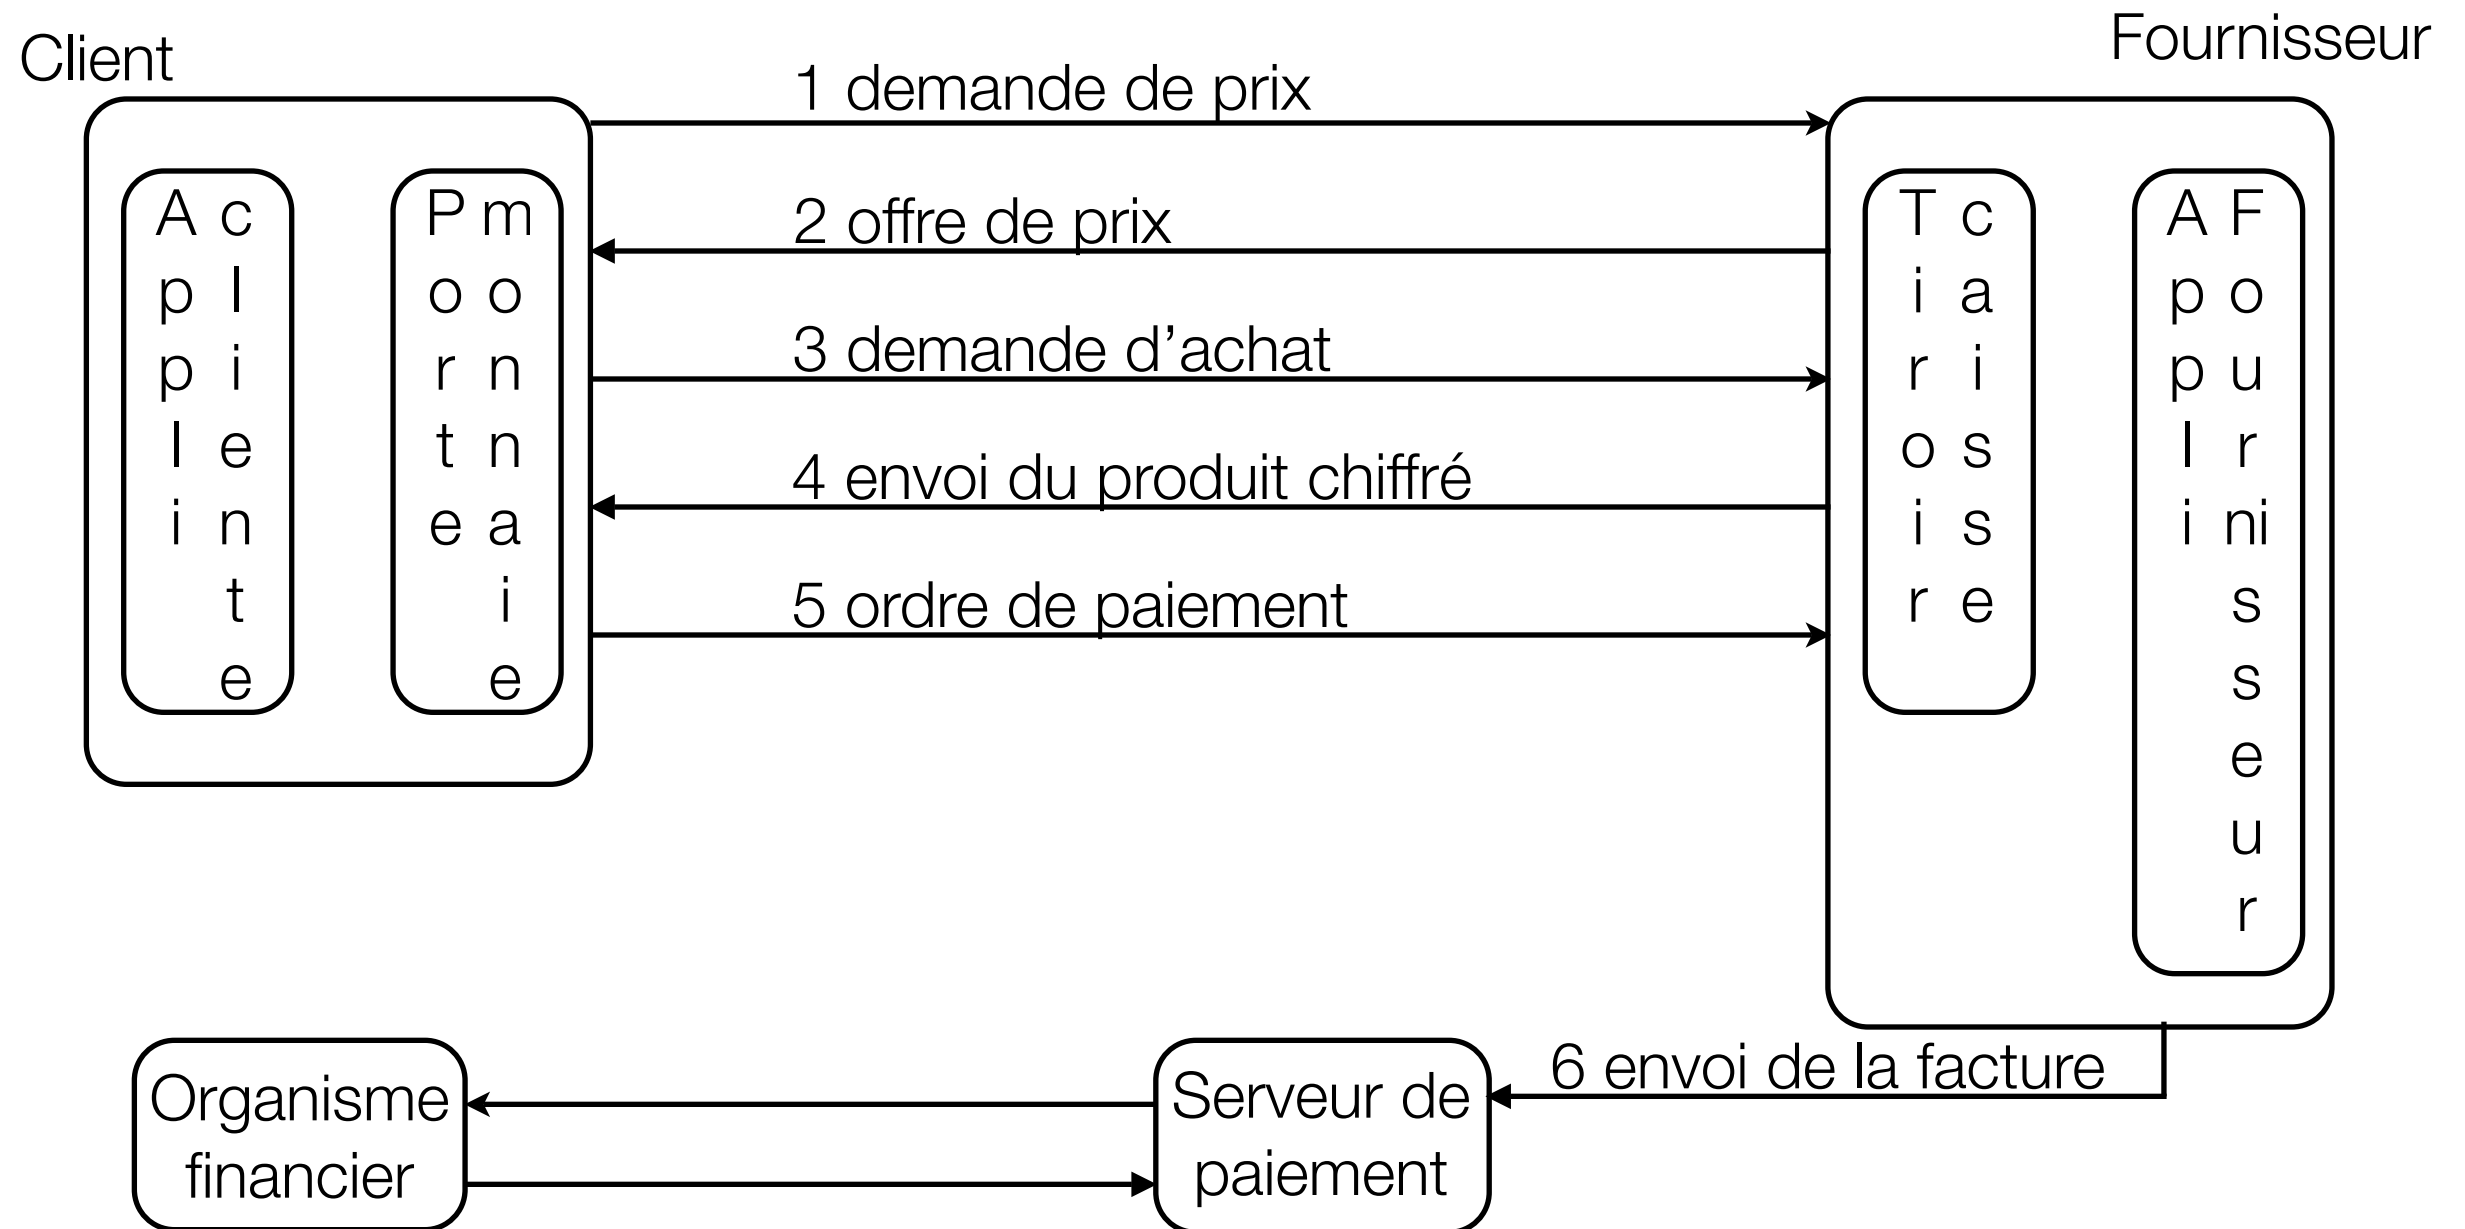 Client
Fournisseur
1 demande de prix
2 offre de prix
3 demande d'achat
4 envoi du produit chiffré
5 ordre de paiement
Appli
cliente
Porte
monnaie
Tiroir
caisse
Appli
Fournisseur
6 envoi de la facture
Organisme
financier
Serveur de
paiement